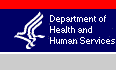 Department of
Health and
Human Services